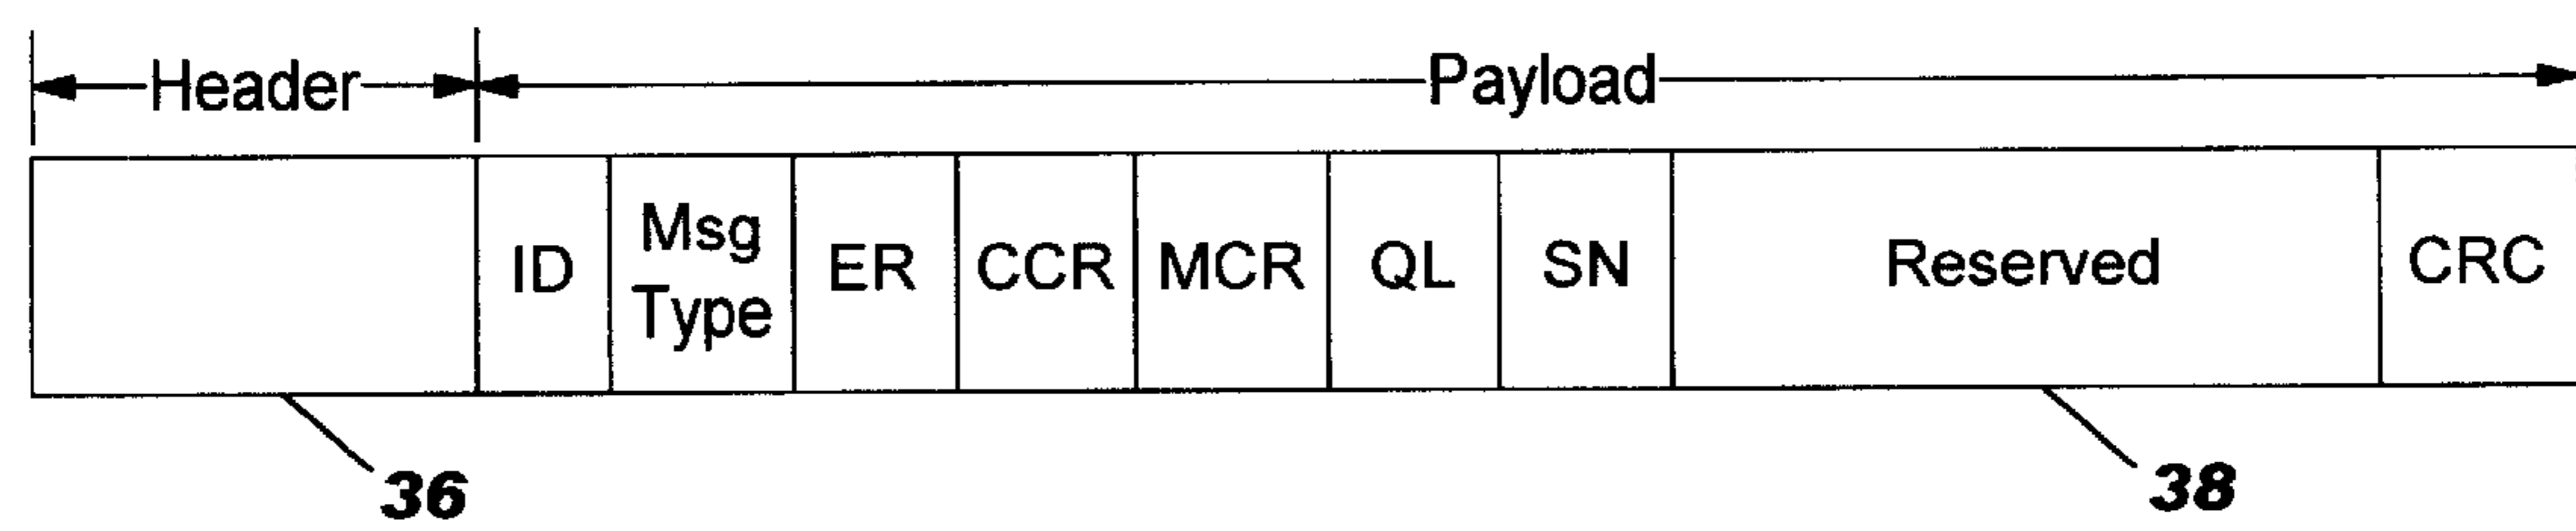 Header Payload
ID Msg Type ER CCR MCR QL SN Reserved CRC
36 38